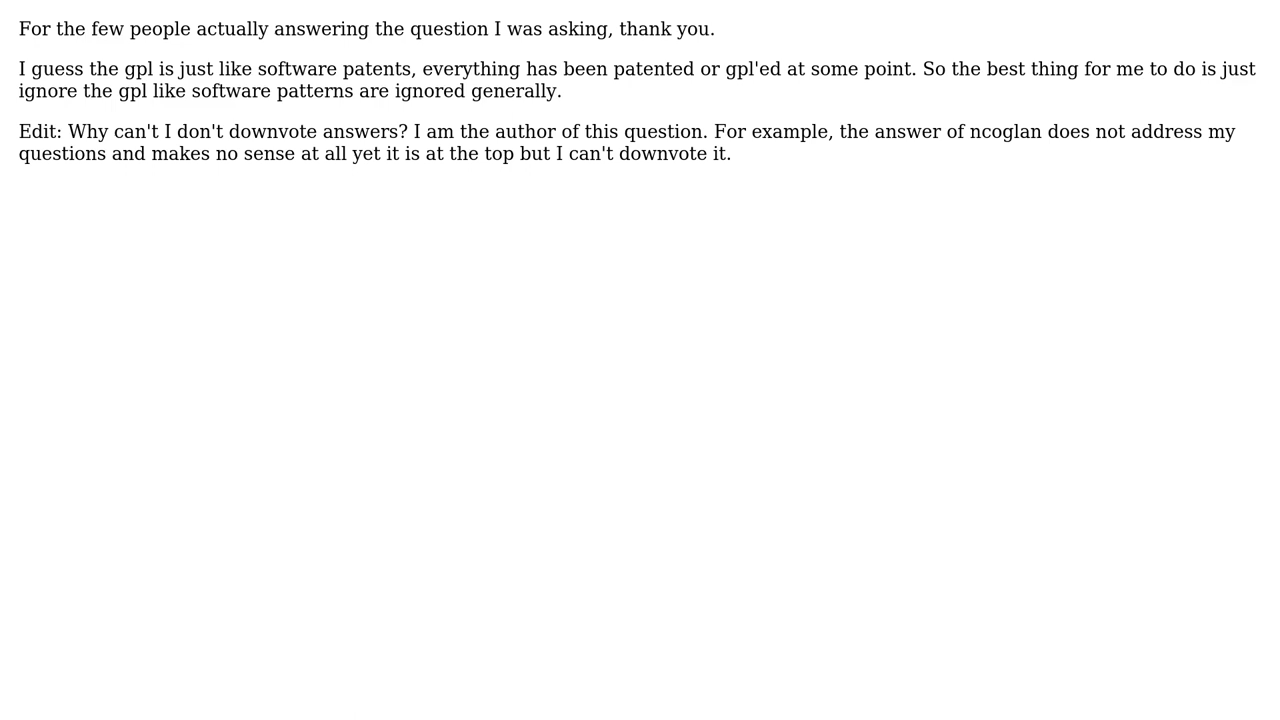 For the few people actually answering the question I was asking, thank you.
I guess the gpl is just like software patents, everything has been patented or gpl'ed at some point. So the best thing for me to do is just
ignore the gpl like software patterns are ignored generally.
Edit: Why can't I don't downvote answers? I am the author of this question. For example, the answer of ncoglan does not address my
questions and makes no sense at all yet it is at the top but I can't downvote it.